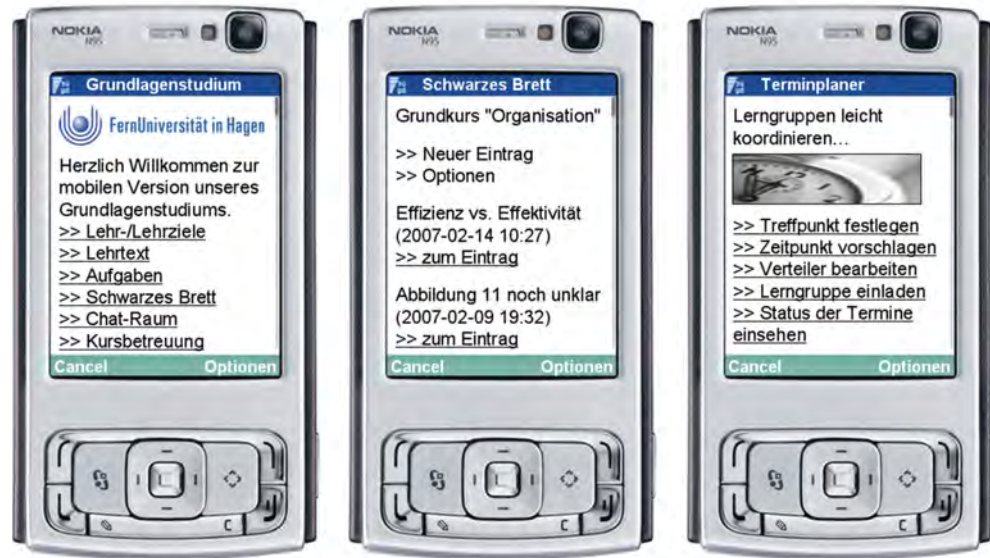 NOKIA
N95
Grundlagenstudium
FernUniversität in Hagen
Herzlich Willkommen zur
mobilen Version unseres
Grundlagenstudiums.
>> Lehr-/Lehrziele
>> Lehrtext
>> Aufgaben
>> Schwarzes Brett
>> Chat-Raum
>> Kursbetreuung
Cancel Optionen
C
NOKIA
N95
Schwarzes Brett
Grundkurs "Organisation"
>> Neuer Eintrag
>> Optionen
Effizienz vs. Effektivität
(2007-02-14 10:27)
>> zum Eintrag
Abbildung 11 noch unklar
(2007-02-09 19:32)
>> zum Eintrag
Cancel Optionen
C
NOKIA
N95
Terminplaner
Lerngruppen leicht
koordinieren...
>> Treffpunkt festlegen
>> Zeitpunkt vorschlagen
>> Verteiler bearbeiten
>> Lerngruppe einladen
>> Status der Termine
einsehen
Cancel Optionen
C